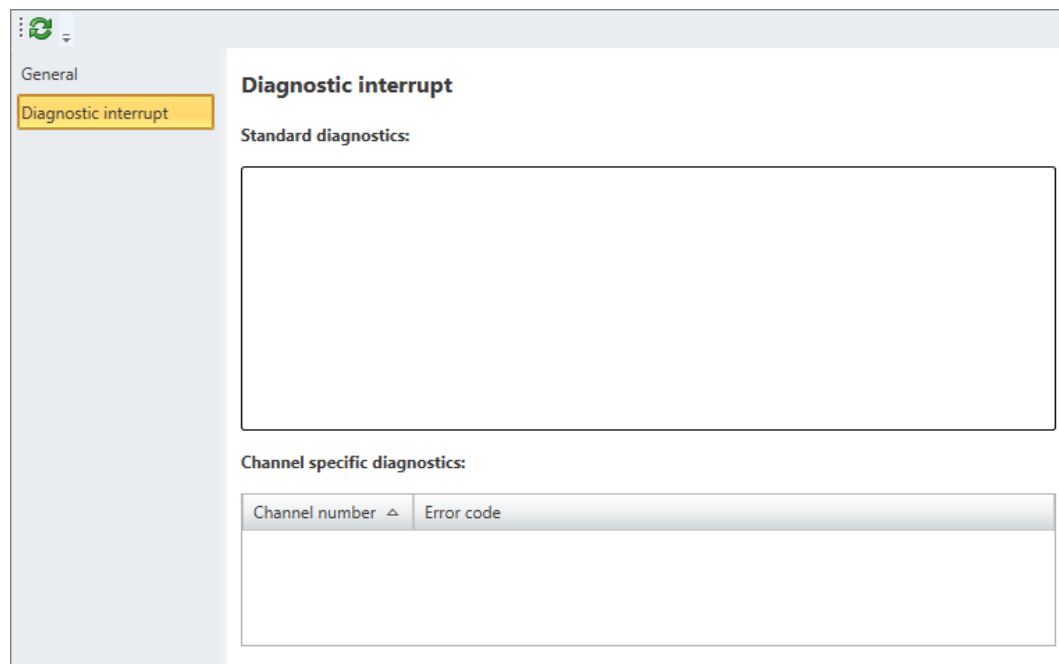 General
Diagnostic interrupt
Diagnostic interrupt
Standard diagnostics:
Channel specific diagnostics:
Channel number Error code